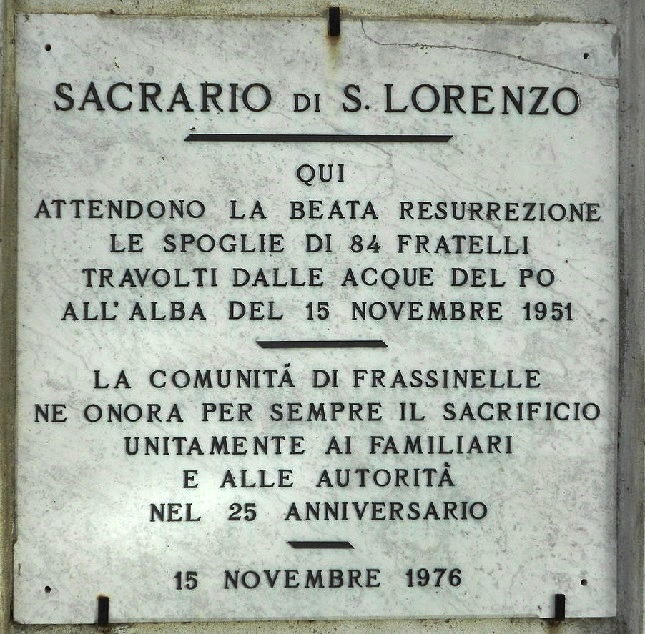 SACRARIO DI S. LORENZO
QUI
ATTENDONO LA BEATA RESURREZIONE
LE SPOGLIE DI 84 FRATELLI
TRAVOLTI DALLE ACQUE DEL PO
ALL'ALBA DEL 15 NOVEMBRE 1951
LA COMUNITÁ DI FRASSINELLE
NE ONORA PER SEMPRE IL SACRIFICIO
UNITAMENTE AI FAMILIARI
E ALLE AUTORITÀ
NEL 25 ANNIVERSARIO
15 NOVEMBRE 1976